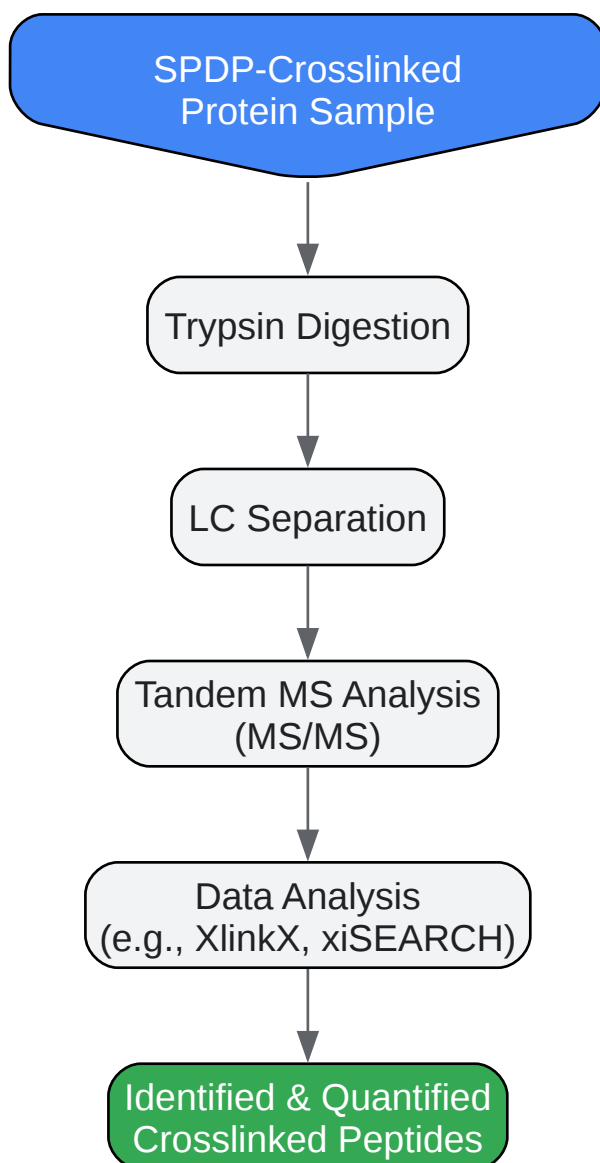 SPDP-Crosslinked
Protein Sample
Trypsin Digestion
LC Separation
Tandem MS Analysis
(MS/MS)
Data Analysis
(e.g., XlinkX, xiSEARCH)
Identified & Quantified
Crosslinked Peptides